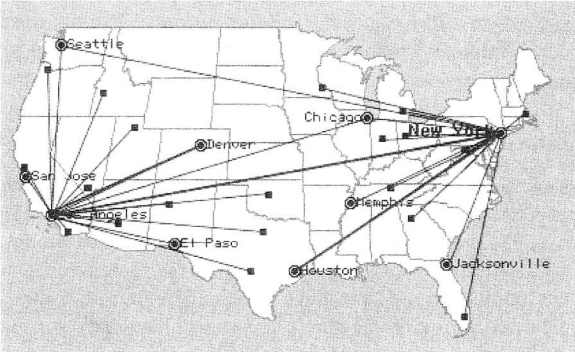 Seattle
Chicago
New York
Denver
San Jose
Los Angeles
Memphis
El Paso
Houston
Jacksonville